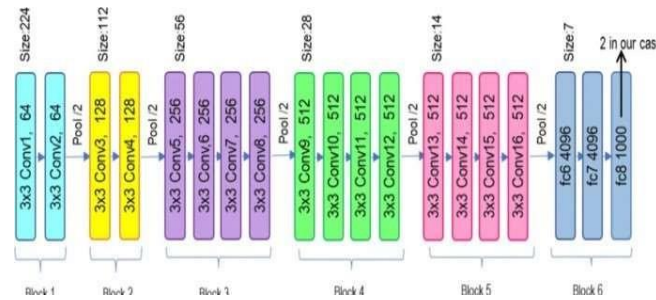 Size:224
3x3 Conv1, 64
3x3 Conv2, 64
Pool /2
Size:112
3x3 Conv3, 128
3x3 Conv4, 128
Pool /2
Size:56
3x3 Conv5, 256
3x3 Conv,6 256
3x3 Conv7, 256
3x3 Conv8, 256
Pool /2
Size:28
3x3 Conv9, 512
3x3 Conv10, 512
3x3 Conv11, 512
3x3 Conv12, 512
Pool /2
Size:14
3x3 Conv13, 512
3x3 Conv14, 512
3x3 Conv15, 512
3x3 Conv16, 512
Pool /2
Size:7
fc6 4096
fc7 4096
fc8 1000
2 in our cas
Block 1
Block 2
Block 3
Block 4
Block 5
Block 6